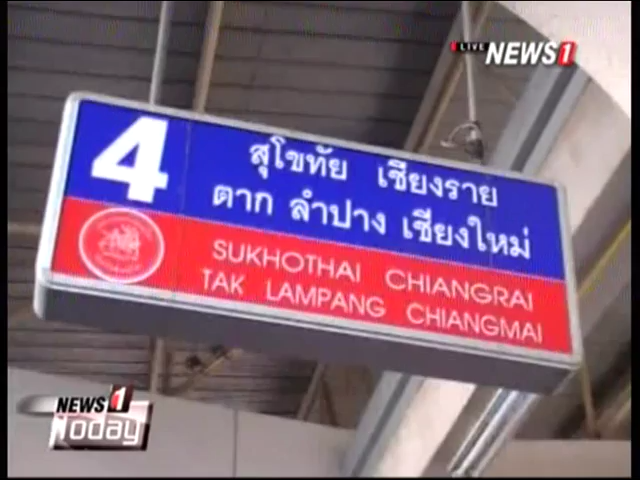 LIVE NEWS1
4
สุโขทัย เชียงราย
ตาก ลำปาง เชียงใหม่
SUKHOTHAI CHIANGRAI
TAK LAMPANG CHIANGMAI
NEWS1
Today